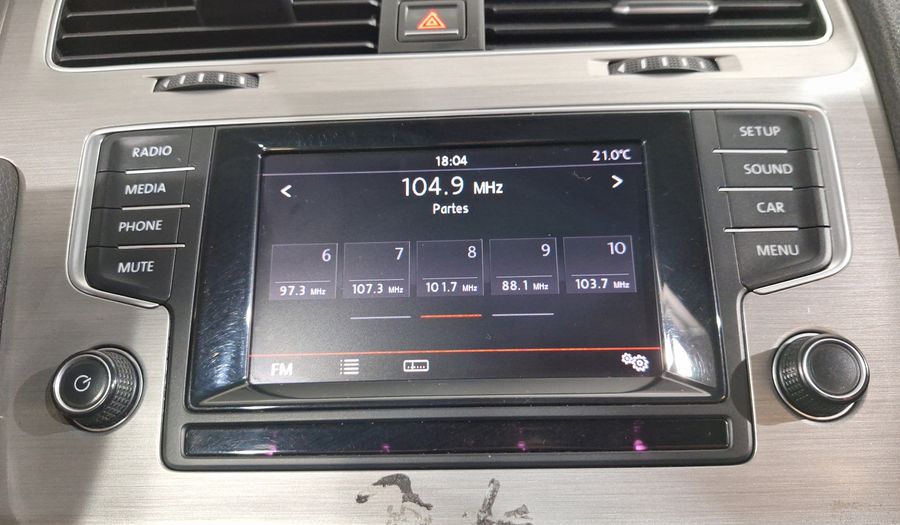 RADIO
MEDIA
PHONE
MUTE
18:04
21.0°C
< 104.9 MHz >
Partes
6
97.3 MHz
7
107.3 MHz
8
101.7 MHz
9
88.1 MHz
10
103.7 MHz
FM
SETUP
SOUND
CAR
MENU